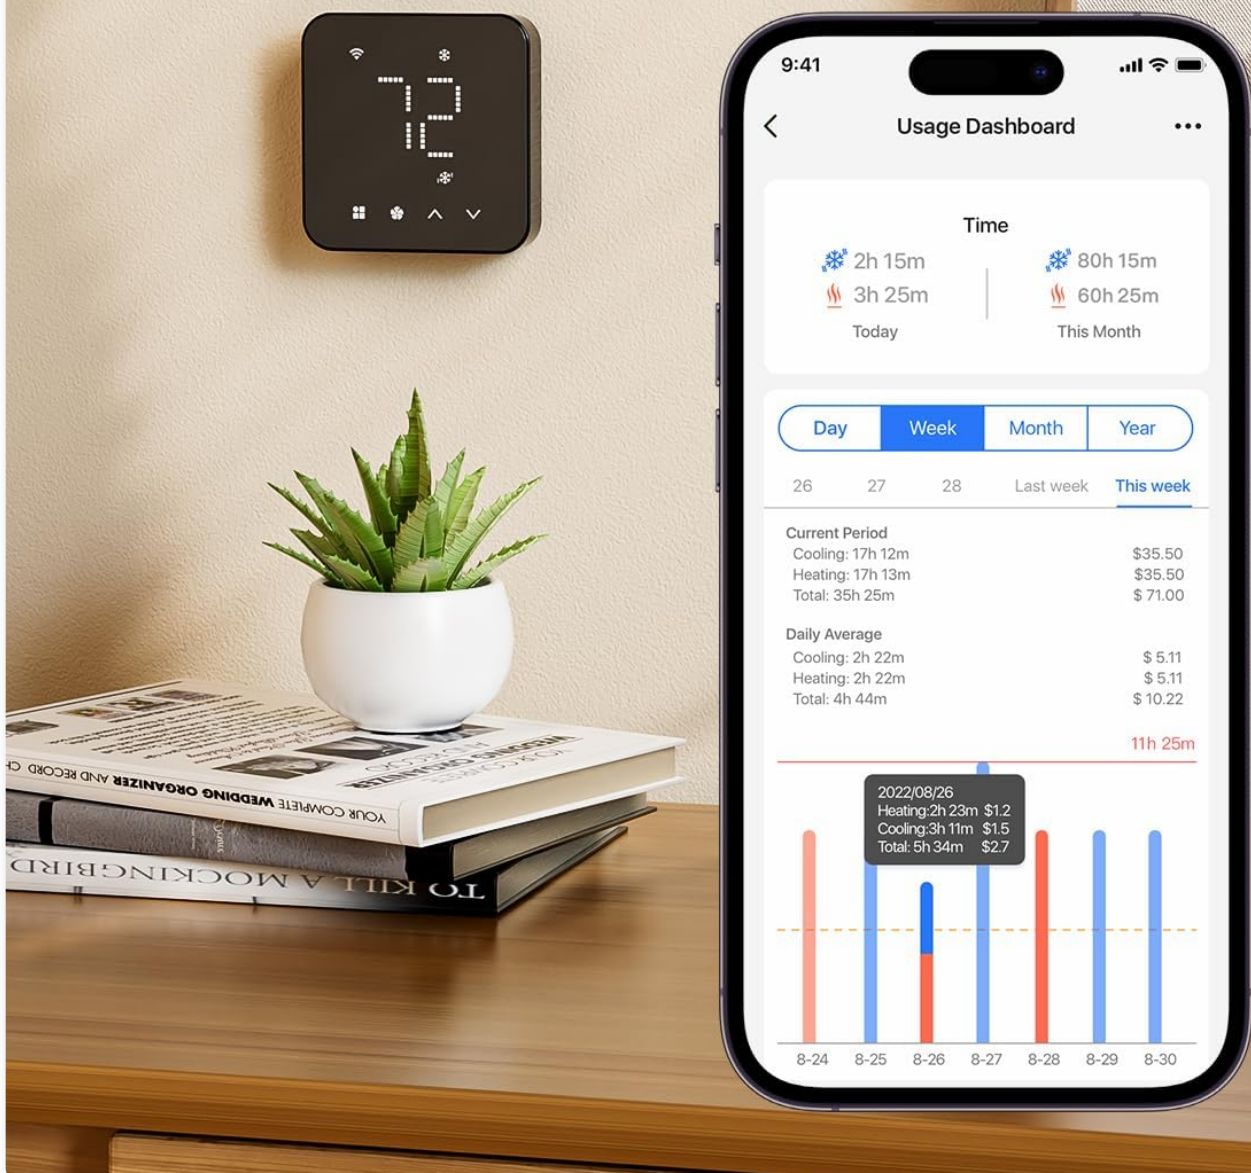 72
9:41
Usage Dashboard
Time
2h 15m
80h 15m
3h 25m
60h 25m
Today
This Month
Day Week Month Year
26 27 28 Last week This week
Current Period
Cooling: 17h 12m $35.50
Heating: 17h 13m $35.50
Total: 35h 25m $ 71.00
Daily Average
Cooling: 2h 22m $ 5.11
Heating: 2h 22m $ 5.11
Total: 4h 44m $ 10.22
11h 25m
2022/08/26
Heating:2h 23m $1.2
Cooling:3h 11m $1.5
Total: 5h 34m $2.7
8-24 8-25 8-26 8-27 8-28 8-29 8-30
WEDDING ORGANIZER
YOUR COMPLETE WEDDING ORGANIZER AND RECORD
TO KILL A MOCKINGBIRD